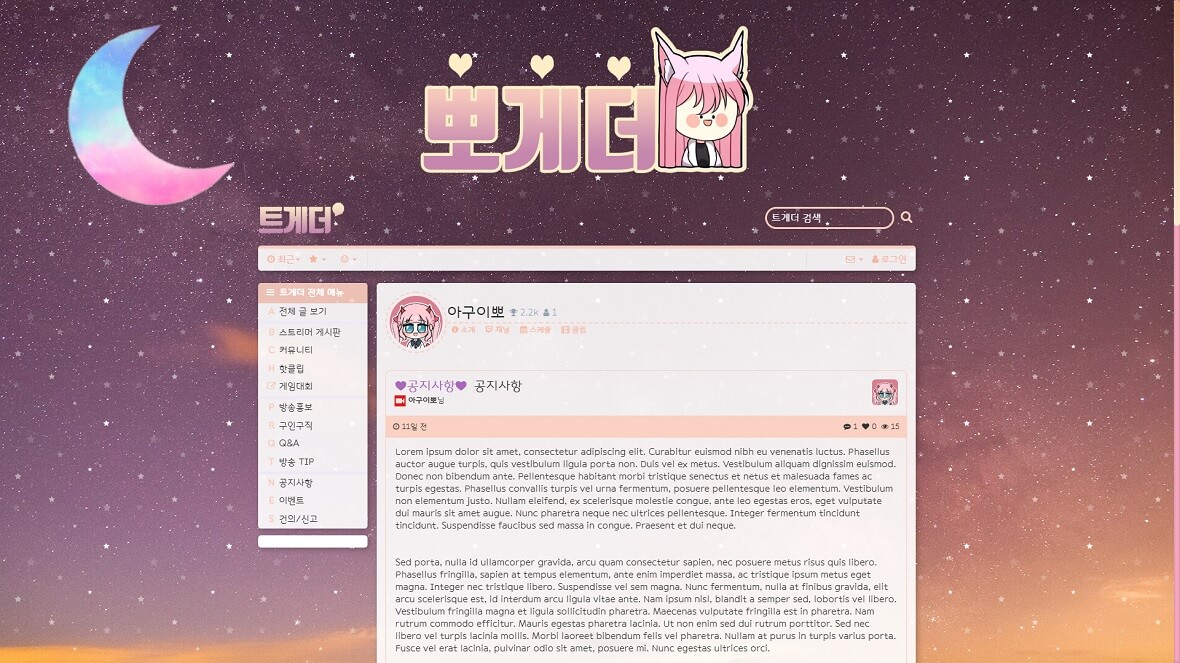 뽀게더
트게더
트게더 검색
최근
로그인
트게더 전체 메뉴
A 전체 글 보기
B 스트리머 게시판
C 커뮤니티
H 핫클립
게임대회
P 방송홍보
R 구인구직
Q Q&A
T 방송 TIP
N 공지사항
E 이벤트
S 건의/신고
아구이뽀 2.2k 1
소개 채널 스케쥴 클립
💜공지사항💜 공지사항
아구이뽀님
11일 전
1 0 15
Lorem ipsum dolor sit amet, consectetur adipiscing elit. Curabitur euismod nibh eu venenatis luctus. Phasellus
auctor augue turpis, quis vestibulum ligula porta non. Duis vel ex metus. Vestibulum aliquam dignissim euismod.
Donec non bibendum ante. Pellentesque habitant morbi tristique senectus et netus et malesuada fames ac
turpis egestas. Phasellus convallis turpis vel urna fermentum, posuere pellentesque leo elementum. Vestibulum
non elementum justo. Nullam eleifend, ex scelerisque molestie congue, ante leo egestas eros, eget vulputate
dui mauris sit amet augue. Nunc pharetra neque nec ultrices pellentesque. Integer fermentum tincidunt
tincidunt. Suspendisse faucibus sed massa in congue. Praesent et dui neque.
Sed porta, nulla id ullamcorper gravida, arcu quam consectetur sapien, nec posuere metus risus quis libero.
Phasellus fringilla, sapien at tempus elementum, ante enim imperdiet massa, ac tristique ipsum metus eget
magna. Integer nec tristique libero. Suspendisse vel sem magna. Nunc fermentum, nulla at finibus gravida, elit
arcu scelerisque est, id interdum arcu ligula vitae ante. Nam ipsum nisi, blandit a semper sed, lobortis vel libero.
Vestibulum fringilla magna et ligula sollicitudin pharetra. Maecenas vulputate fringilla est in pharetra. Nam
rutrum commodo efficitur. Mauris egestas pharetra lacinia. Ut non enim sed dui rutrum porttitor. Sed nec
libero vel turpis lacinia mollis. Morbi laoreet bibendum felis vel pharetra. Nullam at purus in turpis varius porta.
Fusce vel erat lacinia, pulvinar odio sit amet, posuere mi. Nunc egestas ultrices orci.